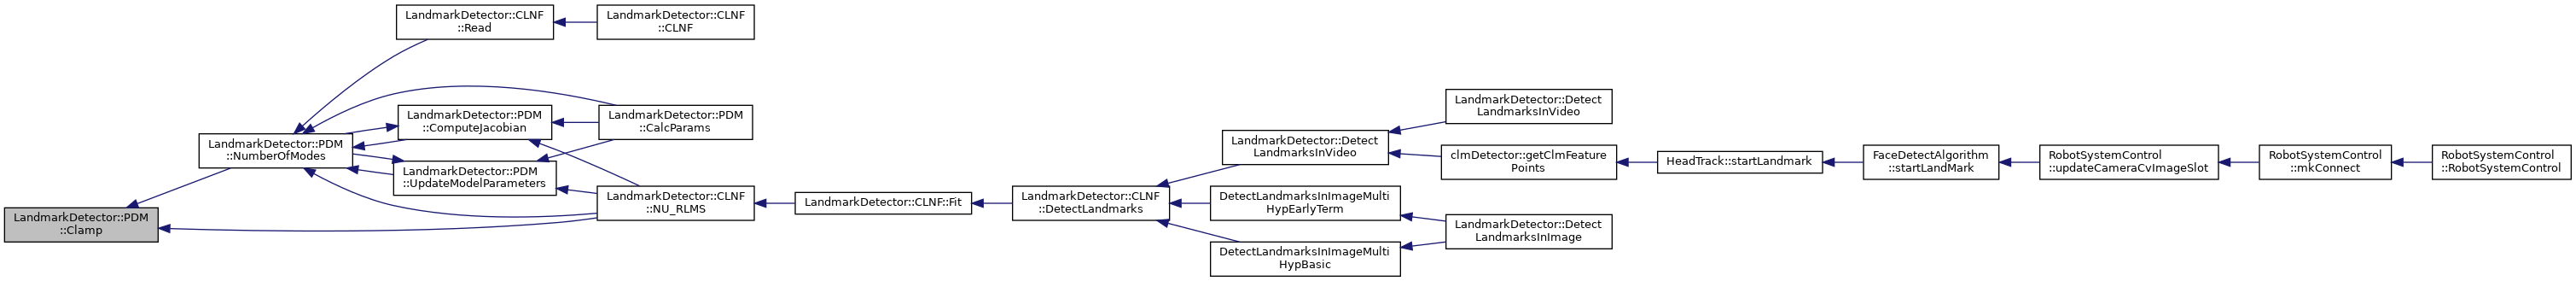 LandmarkDetector::PDM
::Clamp
LandmarkDetector::PDM
::NumberOfModes
LandmarkDetector::CLNF
::Read
LandmarkDetector::CLNF
::CLNF
LandmarkDetector::PDM
::ComputeJacobian
LandmarkDetector::PDM
::CalcParams
LandmarkDetector::PDM
::UpdateModelParameters
LandmarkDetector::CLNF
::NU_RLMS
LandmarkDetector::CLNF::Fit
LandmarkDetector::CLNF
::DetectLandmarks
LandmarkDetector::Detect
LandmarksInVideo
LandmarkDetector::Detect
LandmarksInVideo
clmDetector::getClmFeature
Points
HeadTrack::startLandmark
FaceDetectAlgorithm
::startLandMark
RobotSystemControl
::updateCameraCvImageSlot
RobotSystemControl
::mkConnect
RobotSystemControl
::RobotSystemControl
DetectLandmarksInImageMulti
HypEarlyTerm
DetectLandmarksInImageMulti
HypBasic
LandmarkDetector::Detect
LandmarksInImage